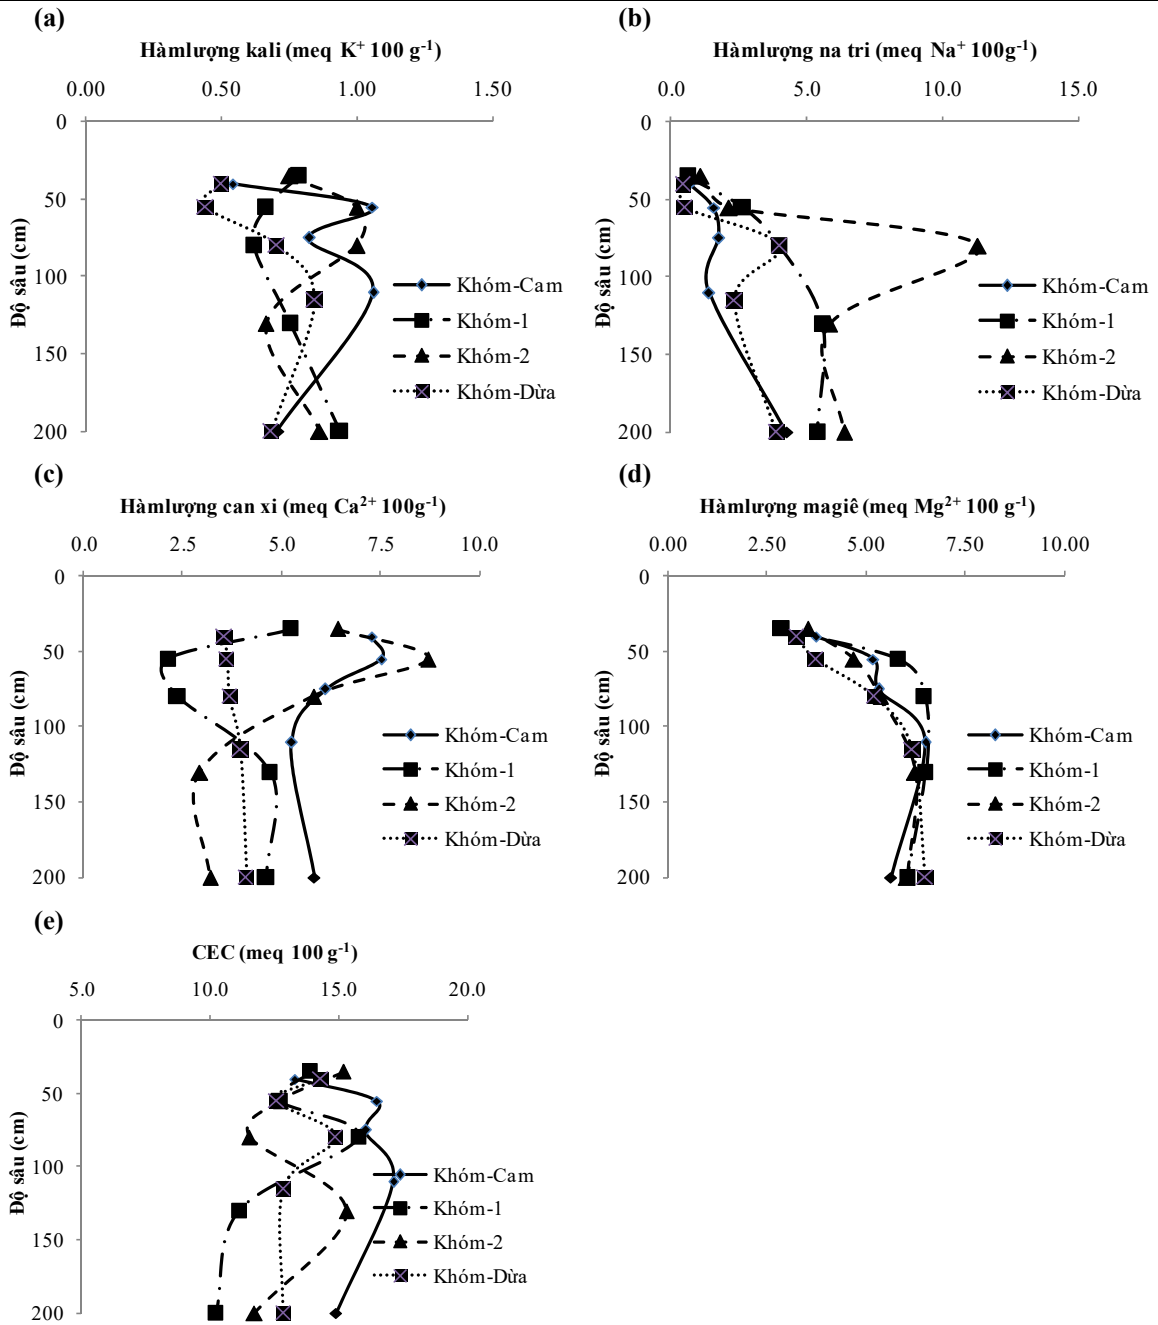 (a)
Hàmlượng kali (meq K⁺ 100 g⁻¹)
0.00 0.50 1.00 1.50
0
50
100
150
200
Độ sâu (cm)
Khóm-Cam
Khóm-1
Khóm-2
Khóm-Dừa
(b)
Hàmlượng na tri (meq Na⁺ 100g⁻¹)
0.0 5.0 10.0 15.0
0
50
100
150
200
Độ sâu (cm)
Khóm-Cam
Khóm-1
Khóm-2
Khóm-Dừa
(c)
Hàmlượng can xi (meq Ca²⁺ 100g⁻¹)
0.0 2.5 5.0 7.5 10.0
0
50
100
150
200
Độ sâu (cm)
Khóm-Cam
Khóm-1
Khóm-2
Khóm-Dừa
(d)
Hàmlượng magiê (meq Mg²⁺ 100 g⁻¹)
0.00 2.50 5.00 7.50 10.00
0
50
100
150
200
Độ sâu (cm)
Khóm-Cam
Khóm-1
Khóm-2
Khóm-Dừa
(e)
CEC (meq 100 g⁻¹)
5.0 10.0 15.0 20.0
0
50
100
150
200
Độ sâu (cm)
Khóm-Cam
Khóm-1
Khóm-2
Khóm-Dừa